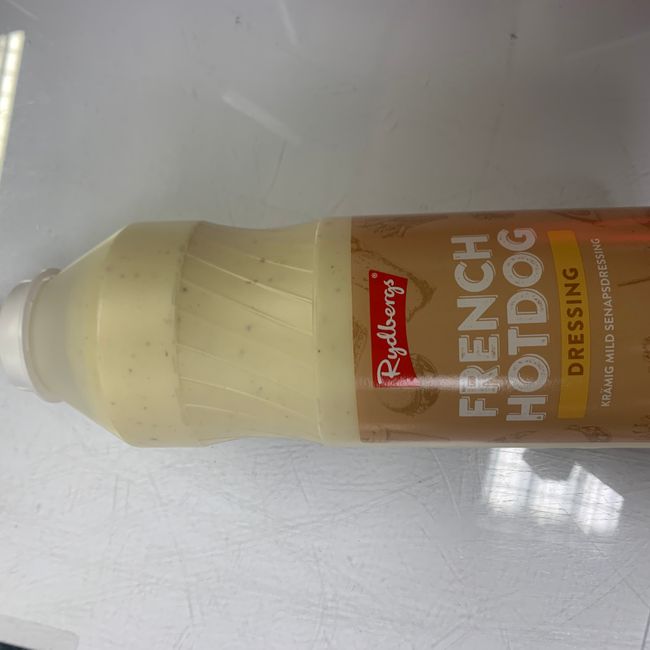 Rydbergs®
FRENCH
HOTDOG
DRESSING
KRÄMIG MILD SENAPSDRESSING